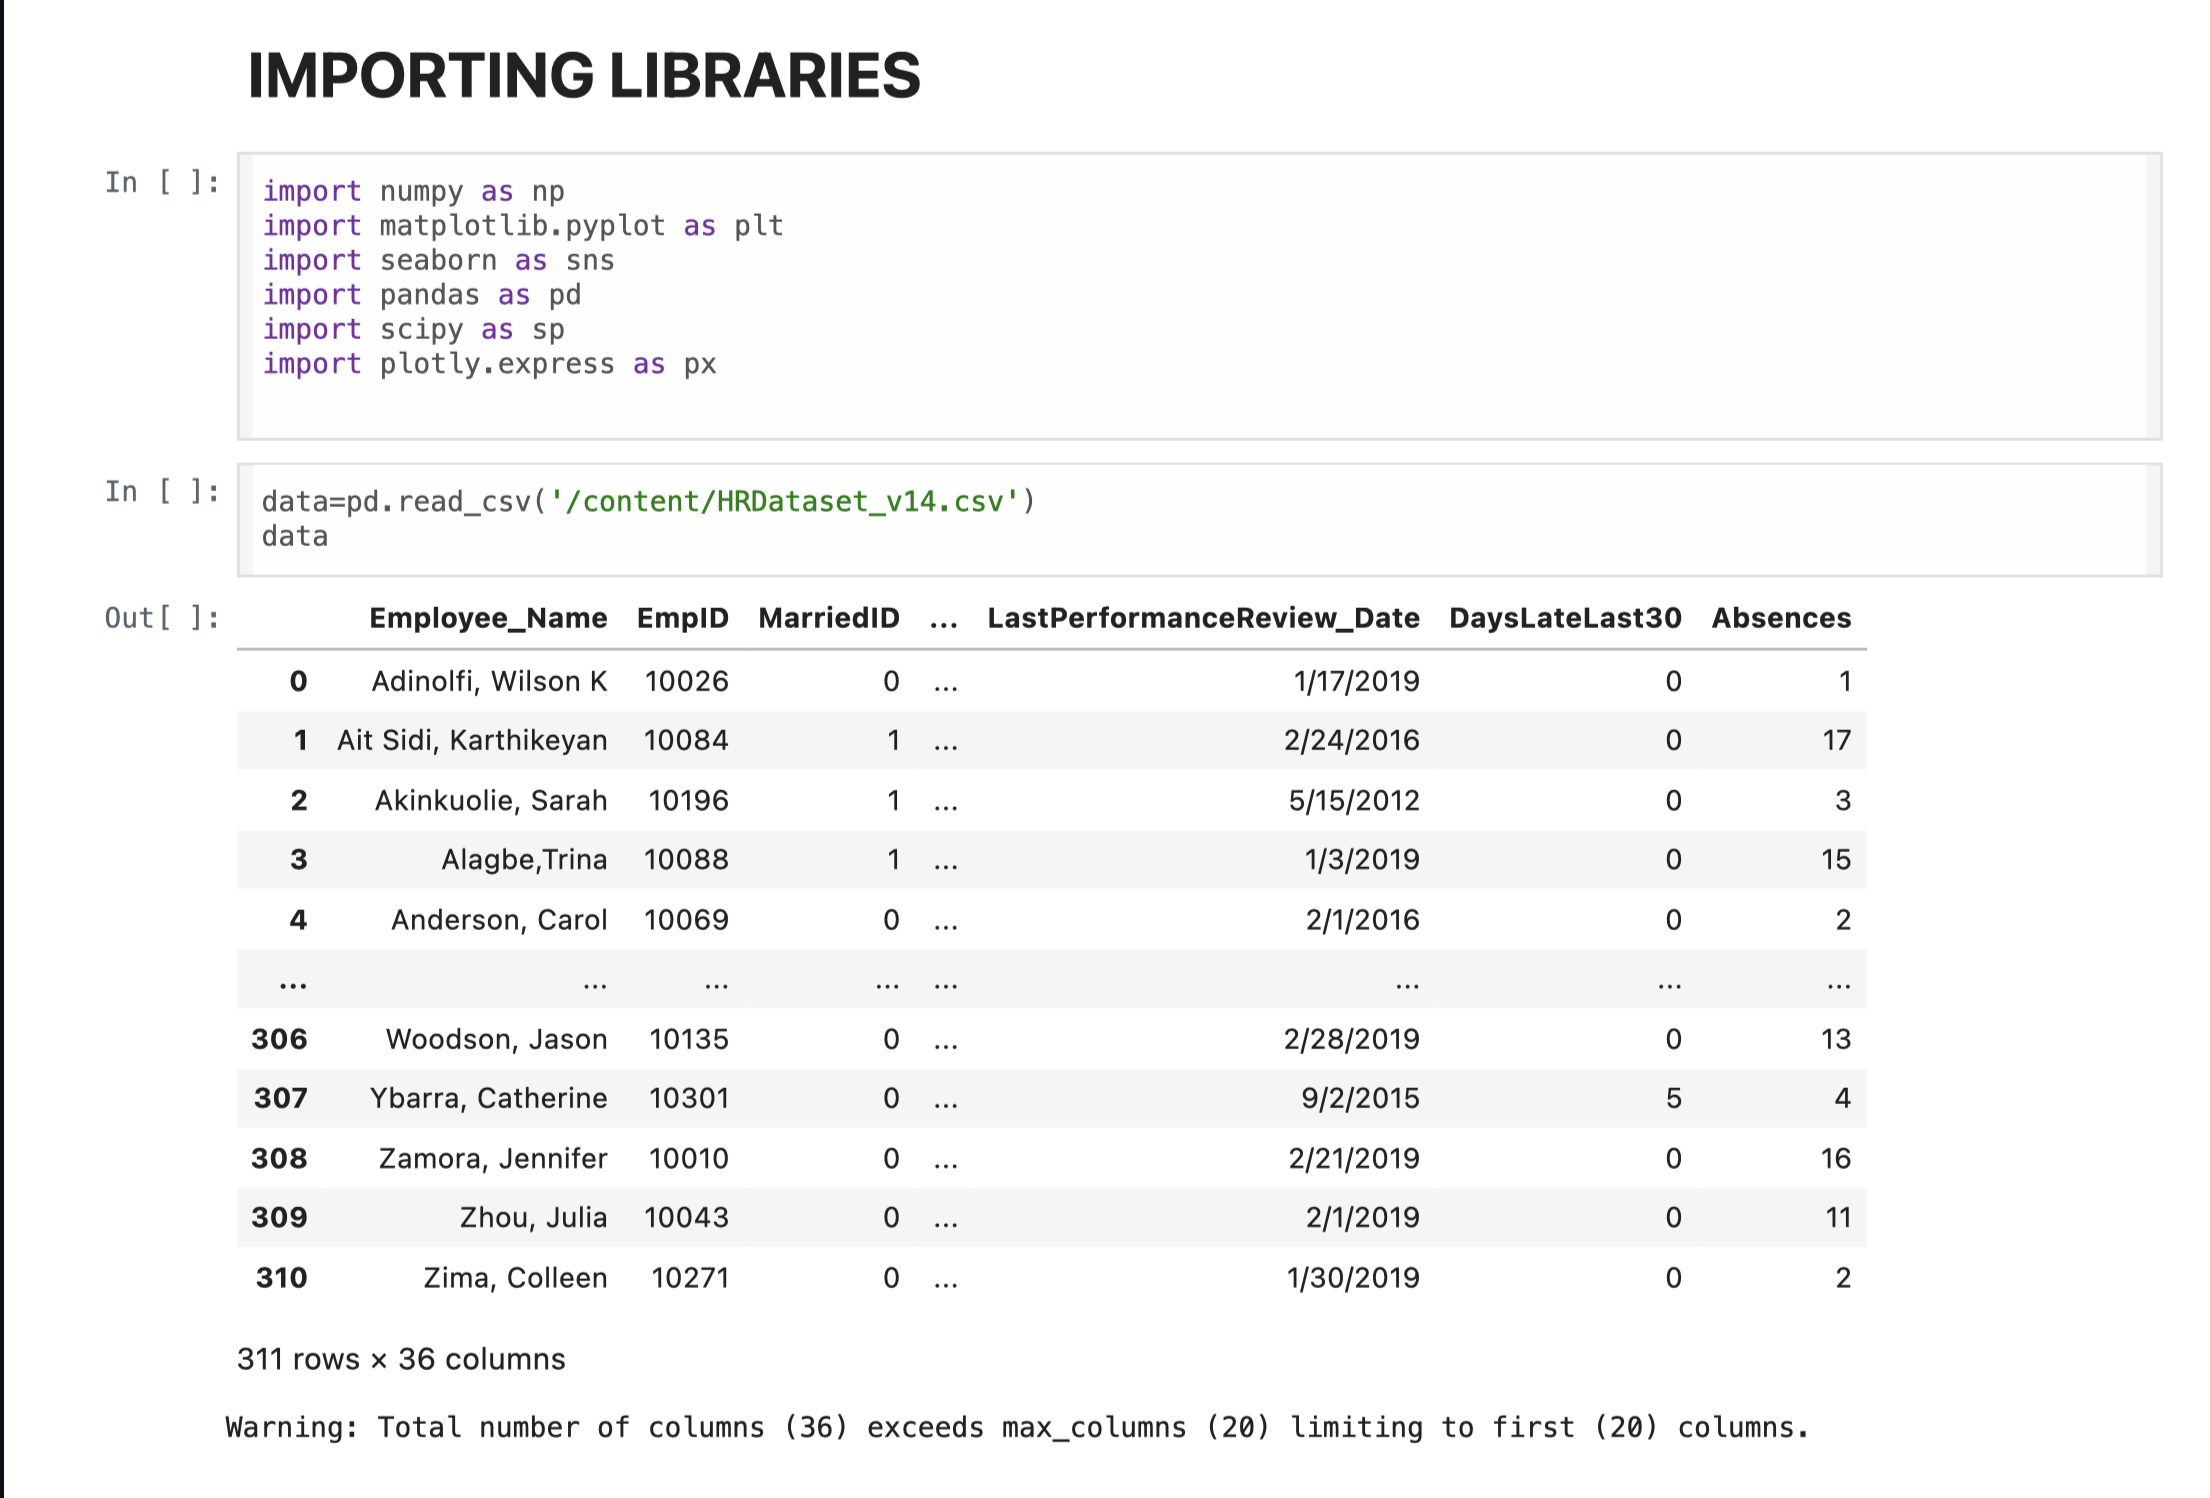 IMPORTING LIBRARIES
In [ ]:
import numpy as np
import matplotlib.pyplot as plt
import seaborn as sns
import pandas as pd
import scipy as sp
import plotly.express as px
In [ ]:
data=pd.read_csv('/content/HRDataset_v14.csv')
data
Out[ ]:
Employee_Name EmpID MarriedID ... LastPerformanceReview_Date DaysLateLast30 Absences
0 Adinolfi, Wilson K 10026 0 ... 1/17/2019 0 1
1 Ait Sidi, Karthikeyan 10084 1 ... 2/24/2016 0 17
2 Akinkuolie, Sarah 10196 1 ... 5/15/2012 0 3
3 Alagbe,Trina 10088 1 ... 1/3/2019 0 15
4 Anderson, Carol 10069 0 ... 2/1/2016 0 2
... ... ... ... ... ... ... ...
306 Woodson, Jason 10135 0 ... 2/28/2019 0 13
307 Ybarra, Catherine 10301 0 ... 9/2/2015 5 4
308 Zamora, Jennifer 10010 0 ... 2/21/2019 0 16
309 Zhou, Julia 10043 0 ... 2/1/2019 0 11
310 Zima, Colleen 10271 0 ... 1/30/2019 0 2
311 rows × 36 columns
Warning: Total number of columns (36) exceeds max_columns (20) limiting to first (20) columns.